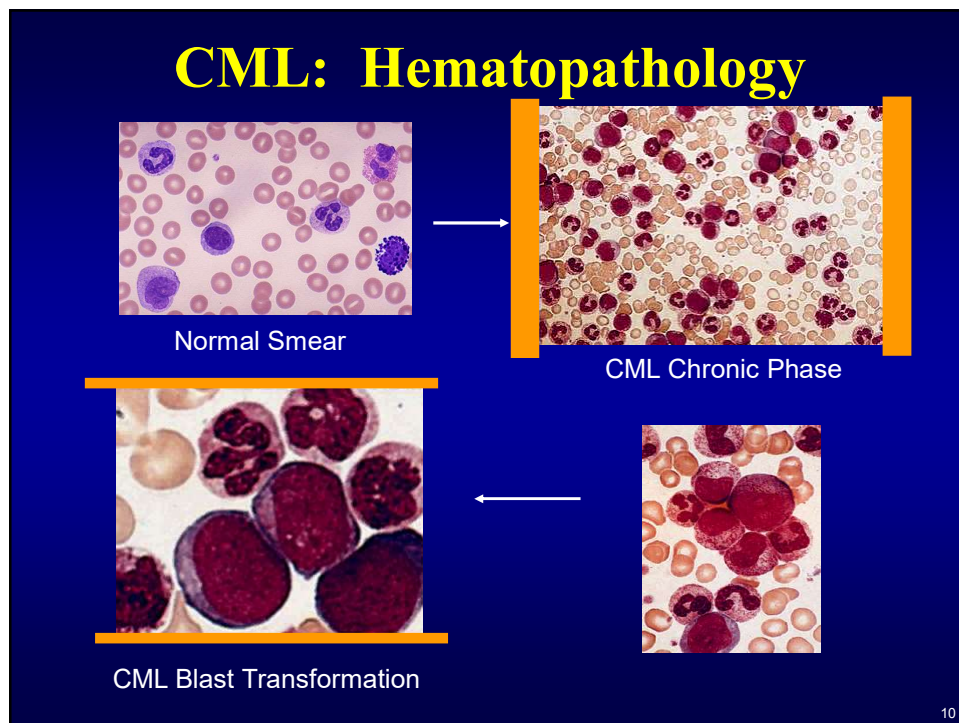 CML: Hematopathology
Normal Smear
CML Chronic Phase
CML Blast Transformation
10